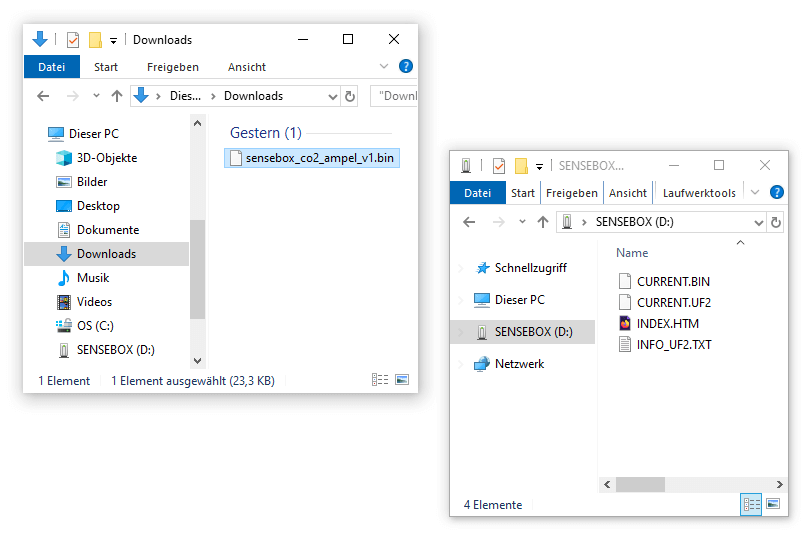 Downloads
Datei Start Freigeben Ansicht
Dies... Downloads "Downl
Dieser PC
3D-Objekte
Bilder
Desktop
Dokumente
Downloads
Musik
Videos
OS (C:)
SENSEBOX (D:)
Gestern (1)
sensebox_co2_ampel_v1.bin
1 Element 1 Element ausgewählt (23,3 KB)
SENSEBOX...
Datei Start Freigeben Ansicht Laufwerktools
SENSEBOX (D:)
Schnellzugriff
Dieser PC
SENSEBOX (D:)
Netzwerk
Name
CURRENT.BIN
CURRENT.UF2
INDEX.HTM
INFO_UF2.TXT
4 Elemente